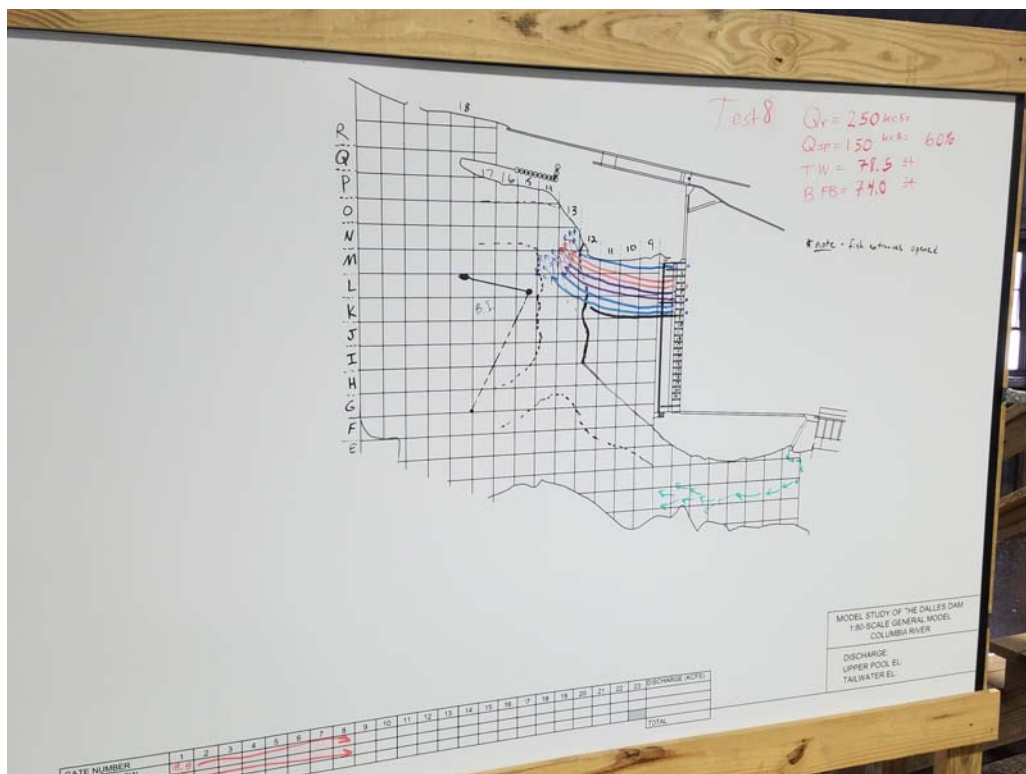 Test 8
Qr = 250 kcfs
Qsp = 150 kcfs 60%
TW = 78.5 ft
BFB = 74.0 ft
* note - fish entrances opened
18
R
Q
P
O
N
M
L
K
J
I
H
G
F
E
17 16 15 14
13
12 11 10 9
B.I.
MODEL STUDY OF THE DALLES DAM
1:80-SCALE GENERAL MODEL
COLUMBIA RIVER
DISCHARGE:
UPPER POOL EL:
TAILWATER EL:
GATE NUMBER 1 2 3 4 5 6 7 8 9 10 11 12 13 14 15 16 17 18 19 20 21 22 23 DISCHARGE (KCFS)
TOTAL